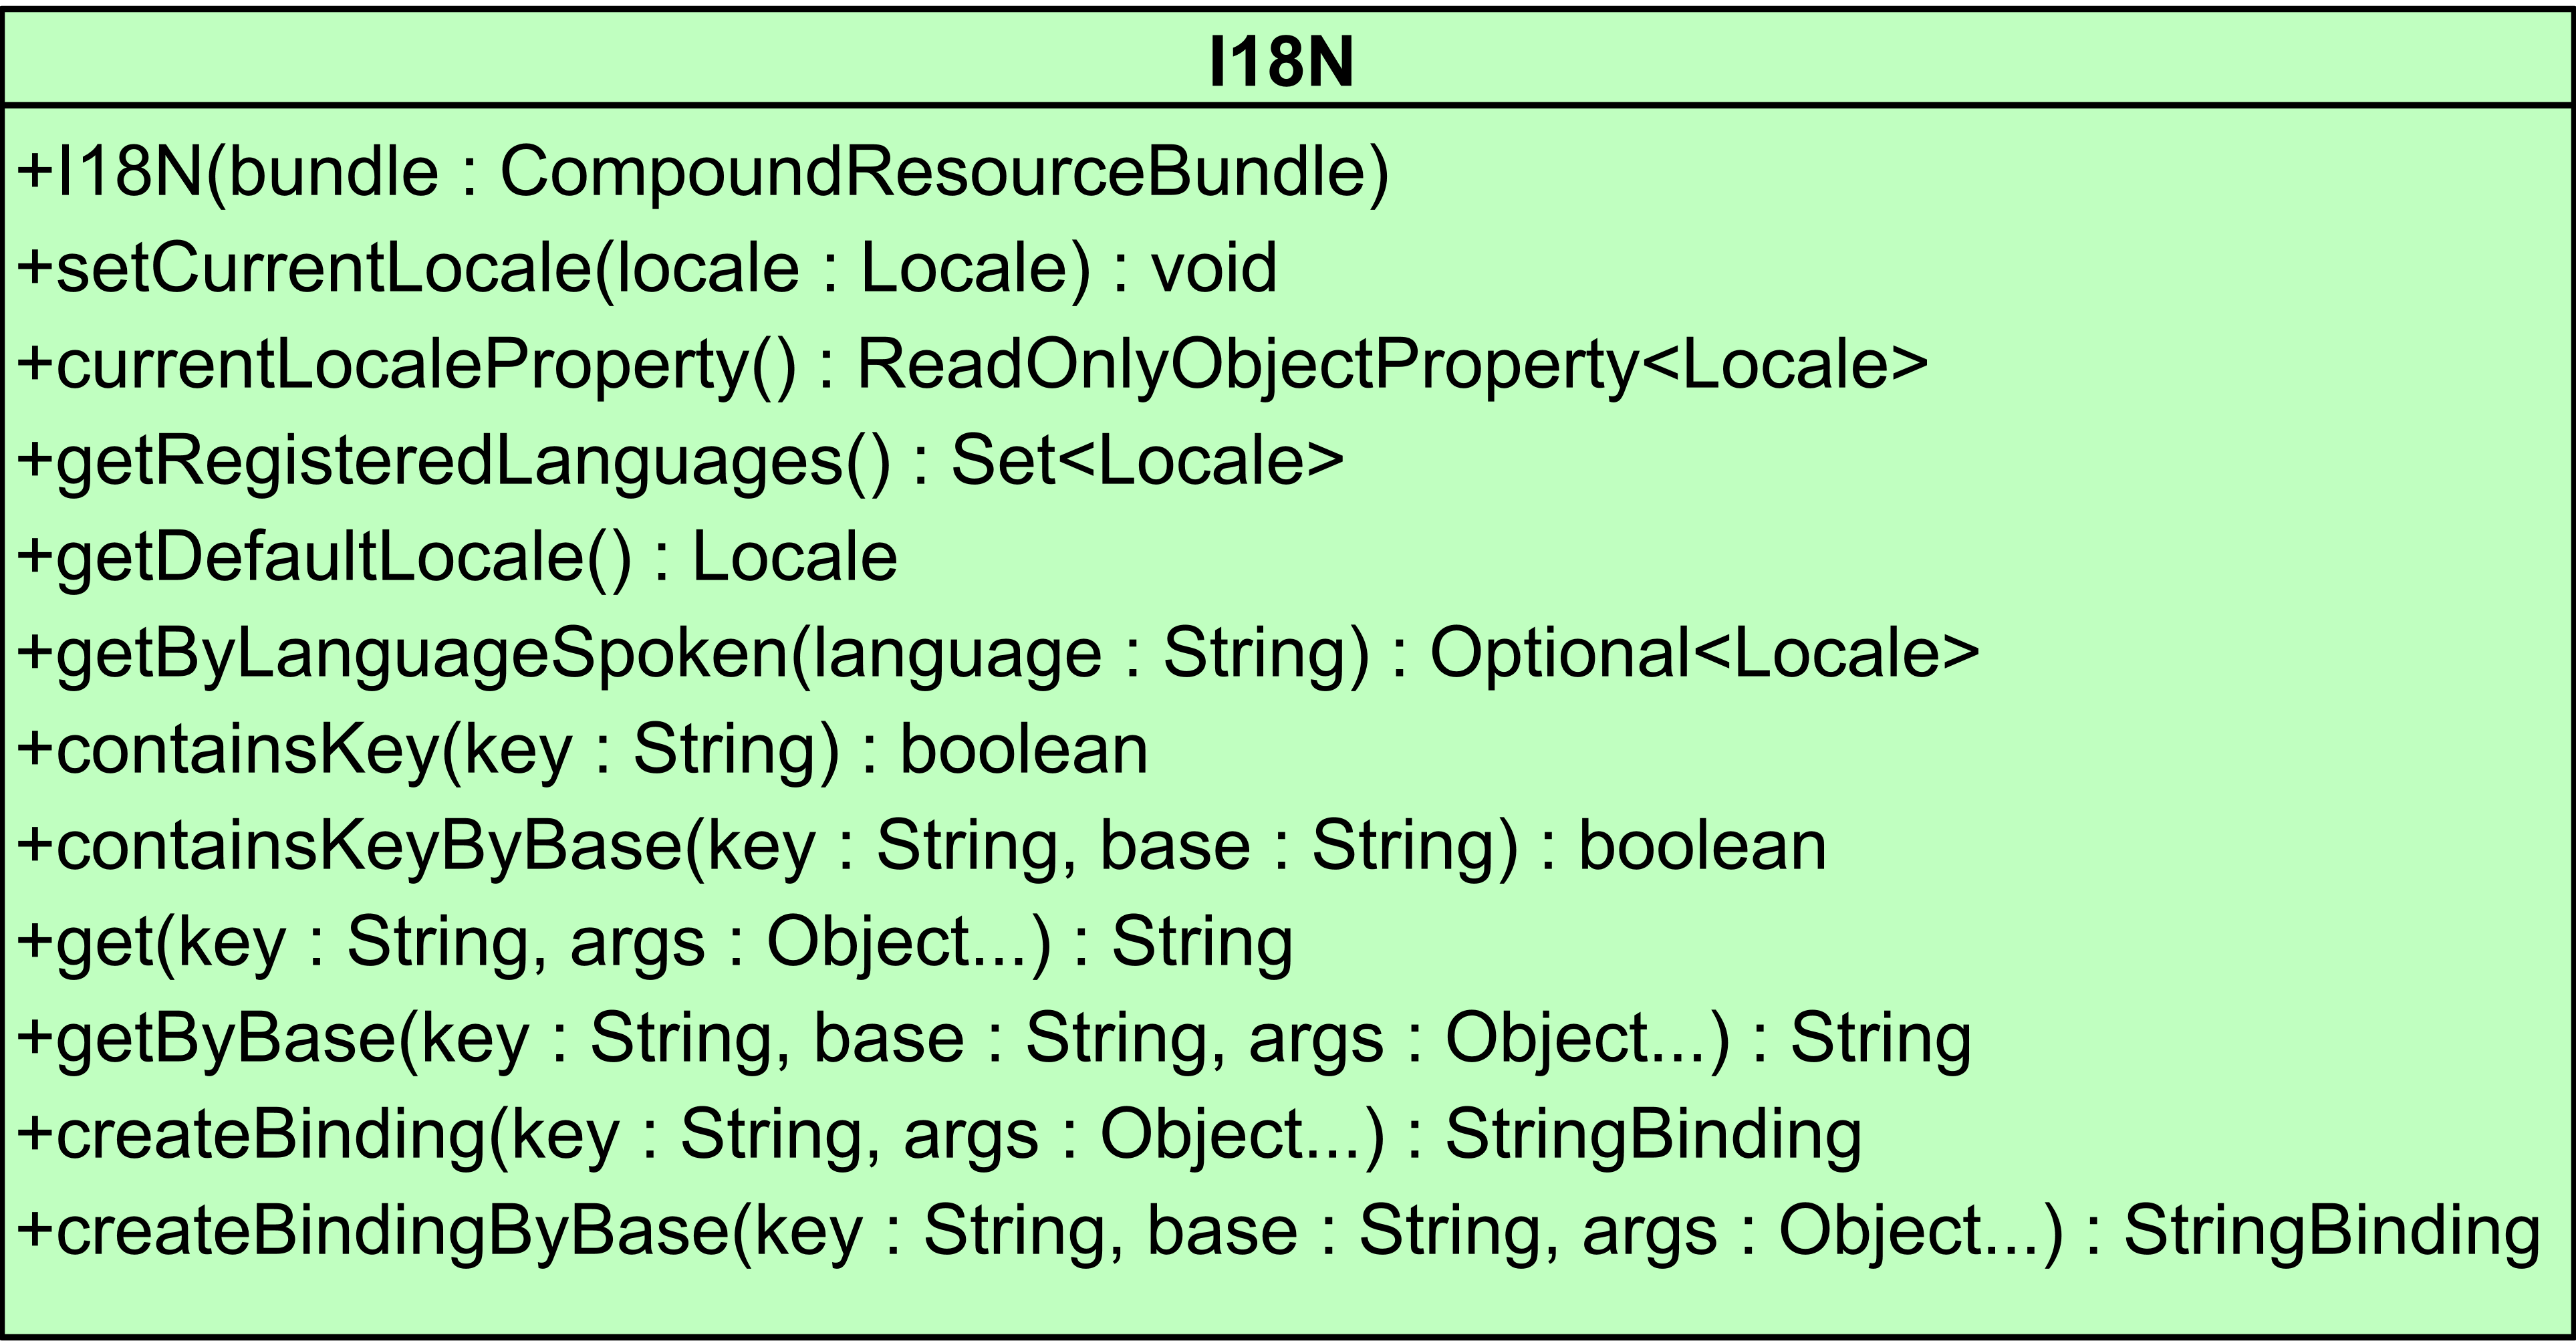 I18N
+I18N(bundle : CompoundResourceBundle)
+setCurrentLocale(locale : Locale) : void
+currentLocaleProperty() : ReadOnlyObjectProperty<Locale>
+getRegisteredLanguages() : Set<Locale>
+getDefaultLocale() : Locale
+getByLanguageSpoken(language : String) : Optional<Locale>
+containsKey(key : String) : boolean
+containsKeyByBase(key : String, base : String) : boolean
+get(key : String, args : Object...) : String
+getByBase(key : String, base : String, args : Object...) : String
+createBinding(key : String, args : Object...) : StringBinding
+createBindingByBase(key : String, base : String, args : Object...) : StringBinding